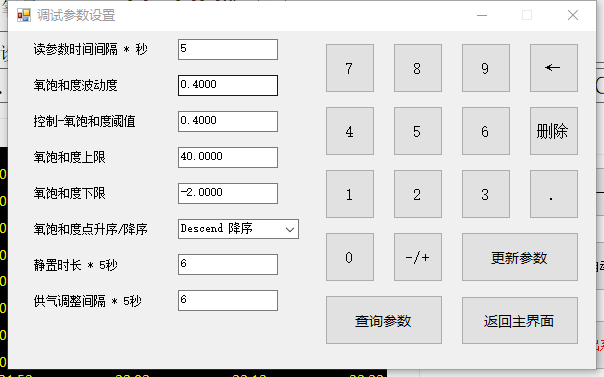 调试参数设置
读参数时间间隔 * 秒 5
氧饱和度波动度 0.4000
控制-氧饱和度阈值 0.4000
氧饱和度上限 40.0000
氧饱和度下限 -2.0000
氧饱和度点升序/降序 Descend 降序
静置时长 * 5秒 6
供气调整间隔 * 5秒 6
7 8 9 ←
4 5 6 删除
1 2 3 .
0 -/+ 更新参数
查询参数 返回主界面